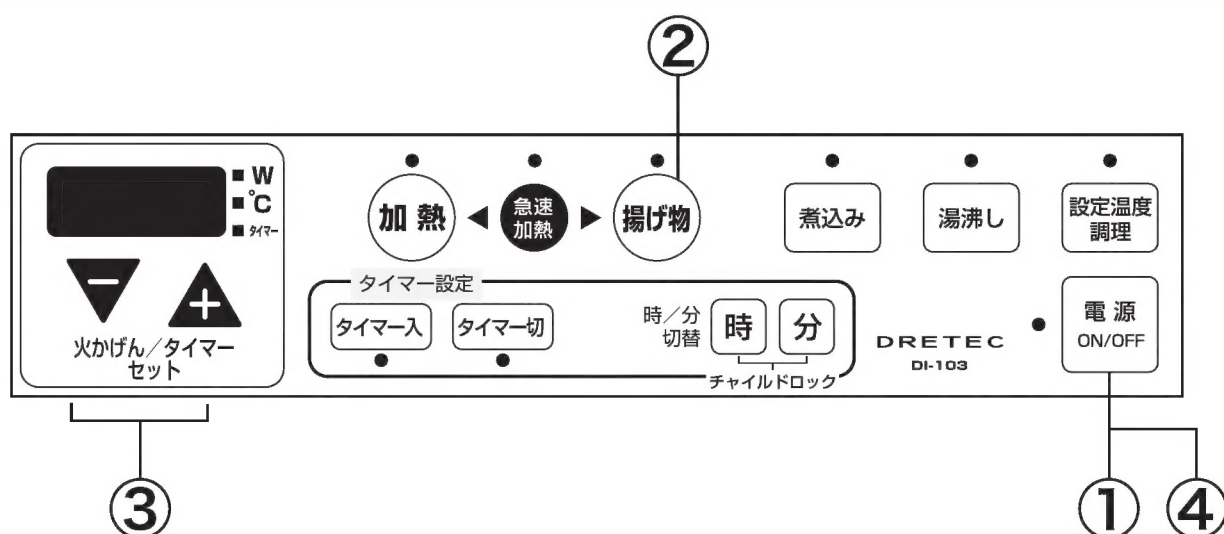 ②
W
℃
タイマー
−
+
火かげん／タイマー
セット
加熱
急速
加熱
揚げ物
煮込み
湯沸し
設定温度
調理
タイマー設定
タイマー入
タイマー切
時／分
切替
時
分
チャイルドロック
DRETEC
DI-103
電源
ON/OFF
③
①
④